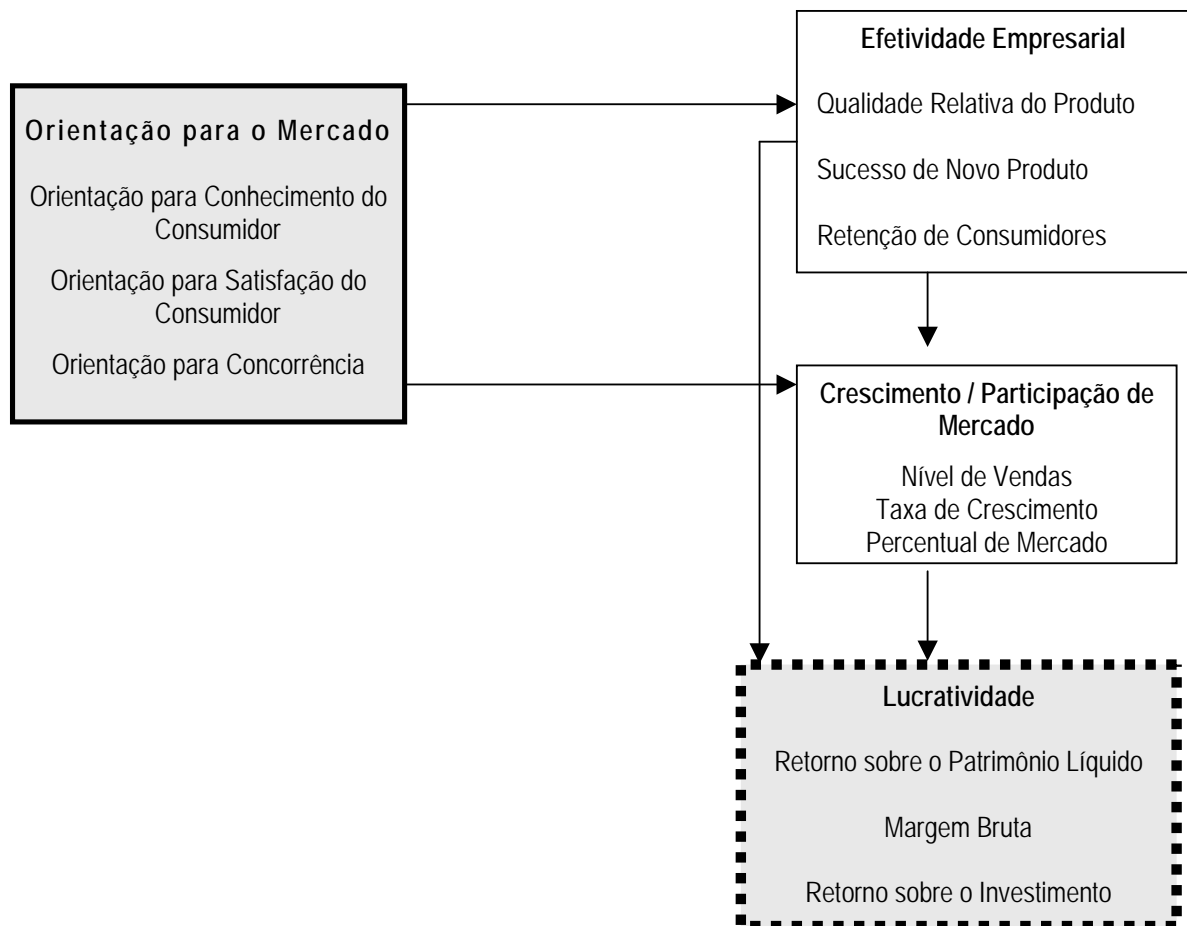 Orientação para o Mercado
Orientação para Conhecimento do
Consumidor
Orientação para Satisfação do
Consumidor
Orientação para Concorrência
Efetividade Empresarial
Qualidade Relativa do Produto
Sucesso de Novo Produto
Retenção de Consumidores
Crescimento / Participação de
Mercado
Nível de Vendas
Taxa de Crescimento
Percentual de Mercado
Lucratividade
Retorno sobre o Patrimônio Líquido
Margem Bruta
Retorno sobre o Investimento